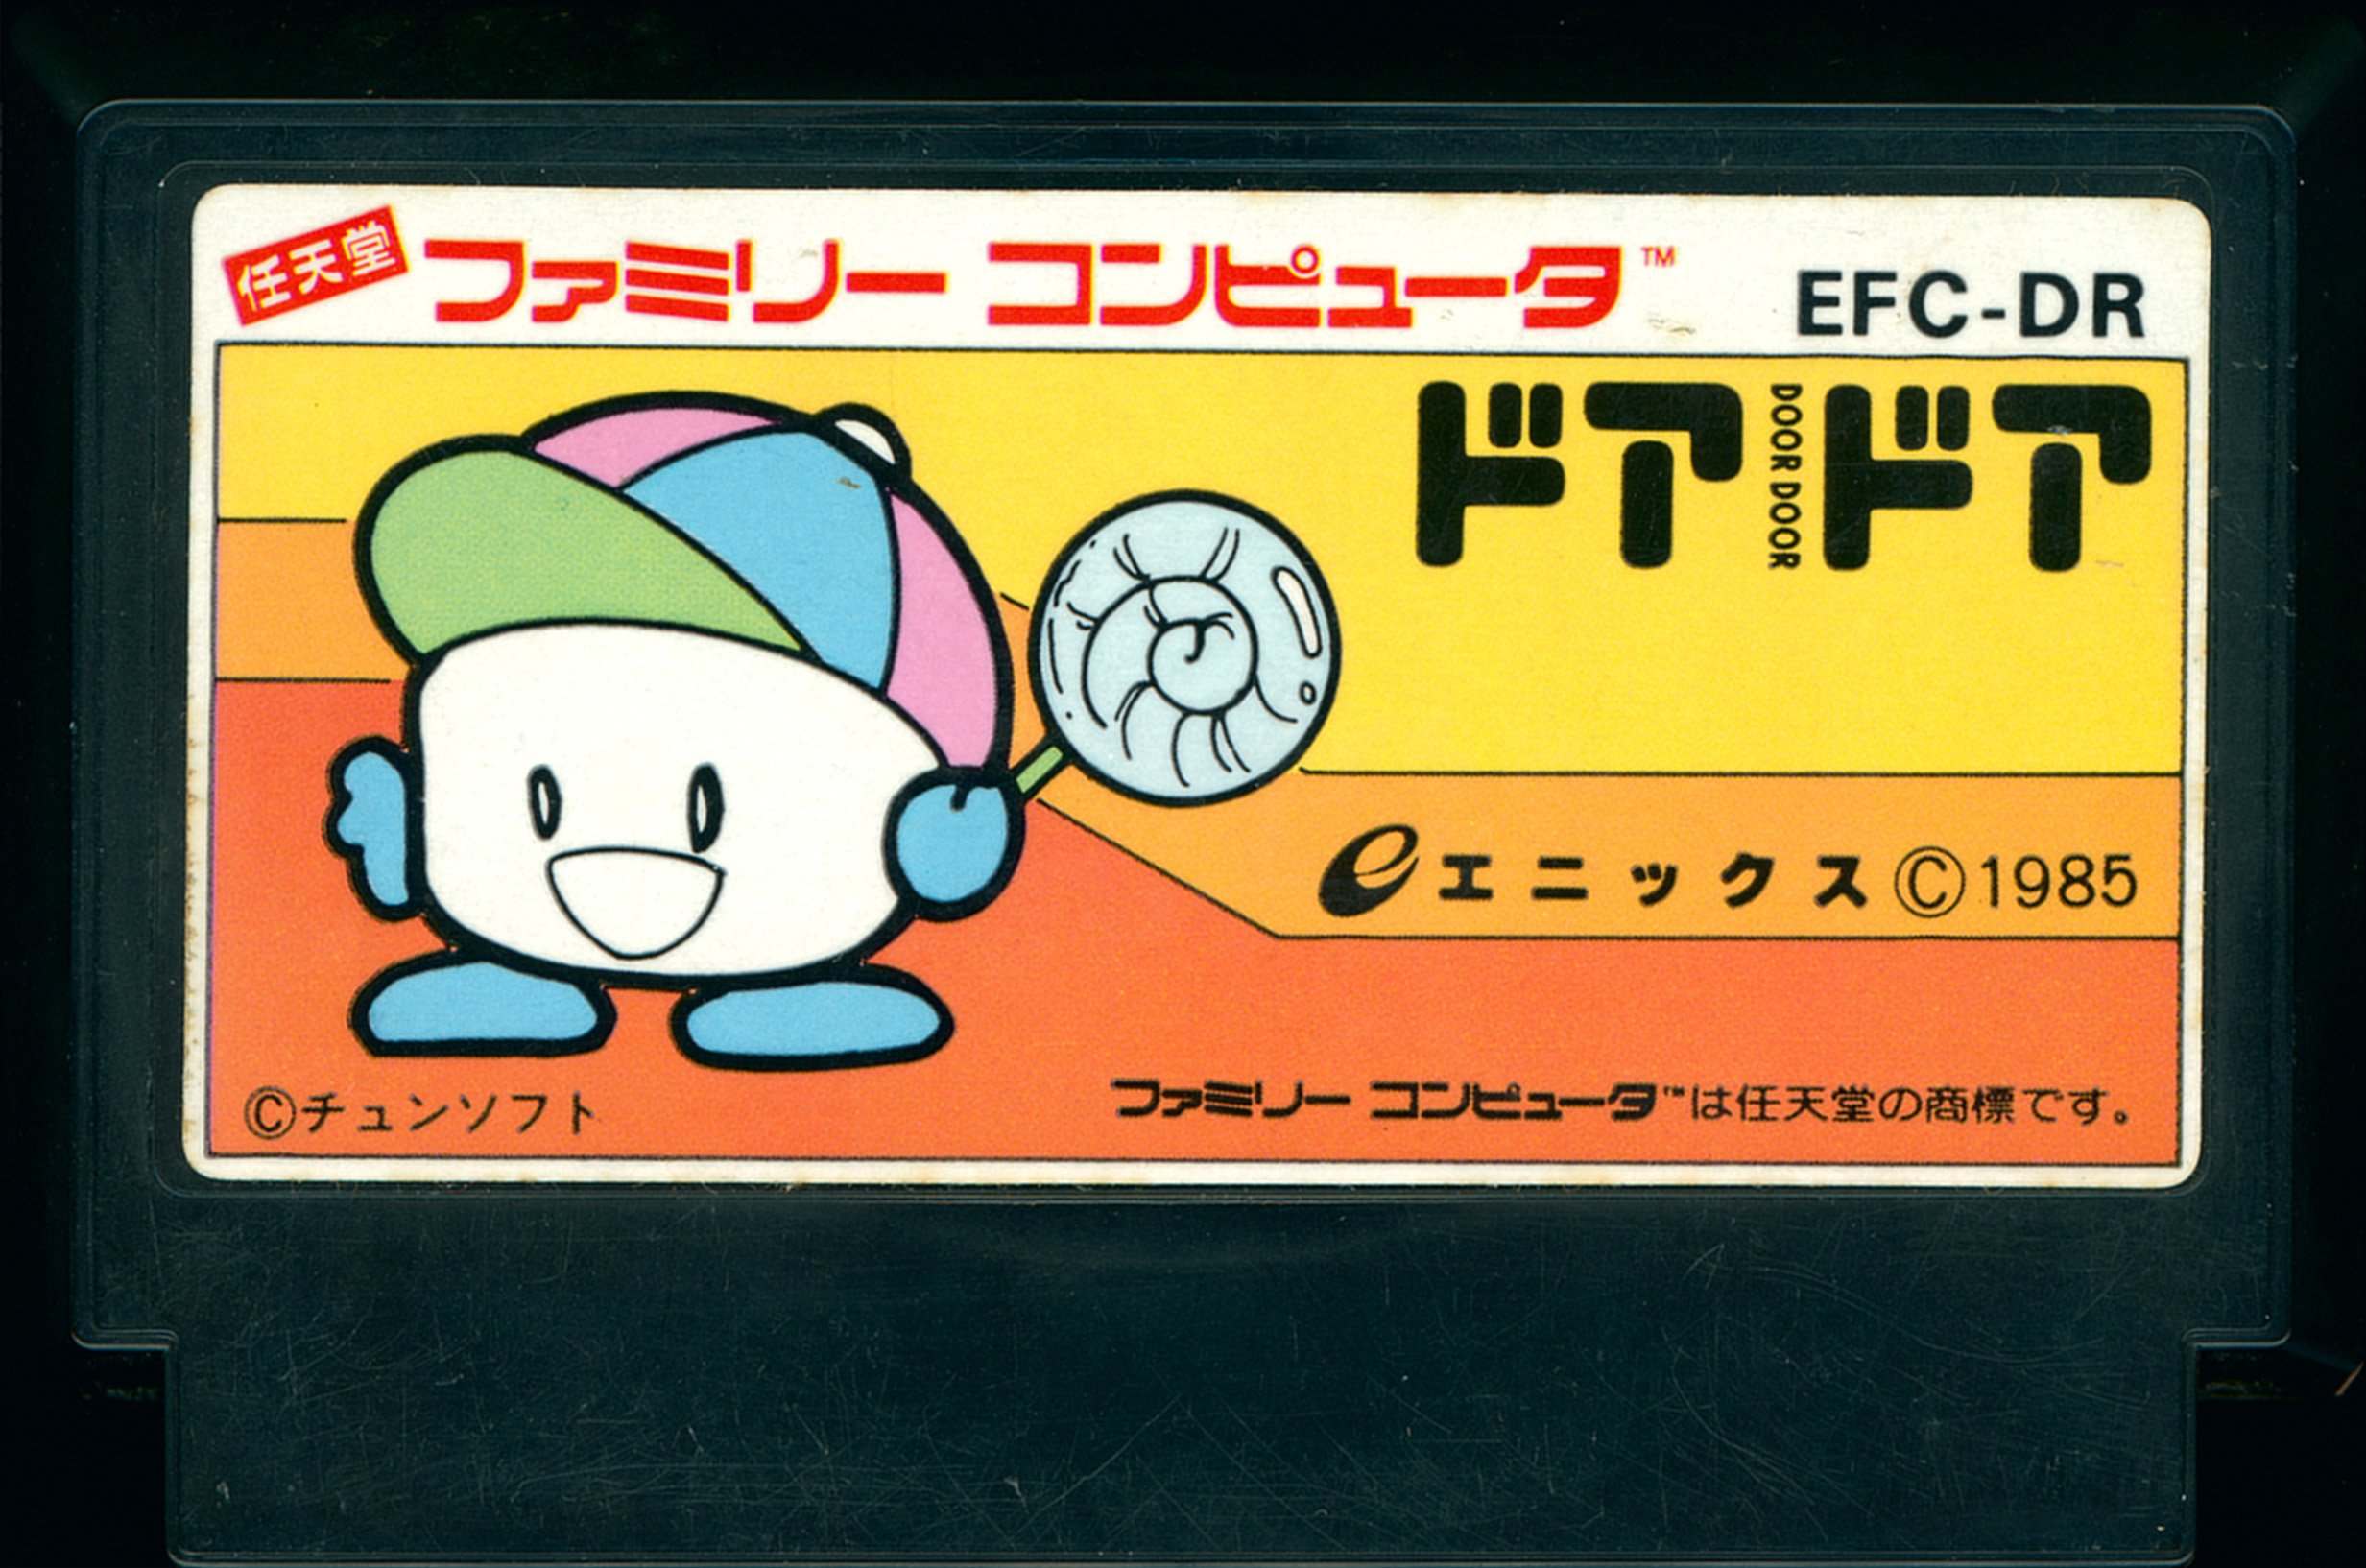 任天堂 ファミリー コンピュータ™ EFC-DR
ドアドア
DOOR DOOR
e エニックス Ⓒ1985
Ⓒチュンソフト
ファミリー コンピュータ™は任天堂の商標です。